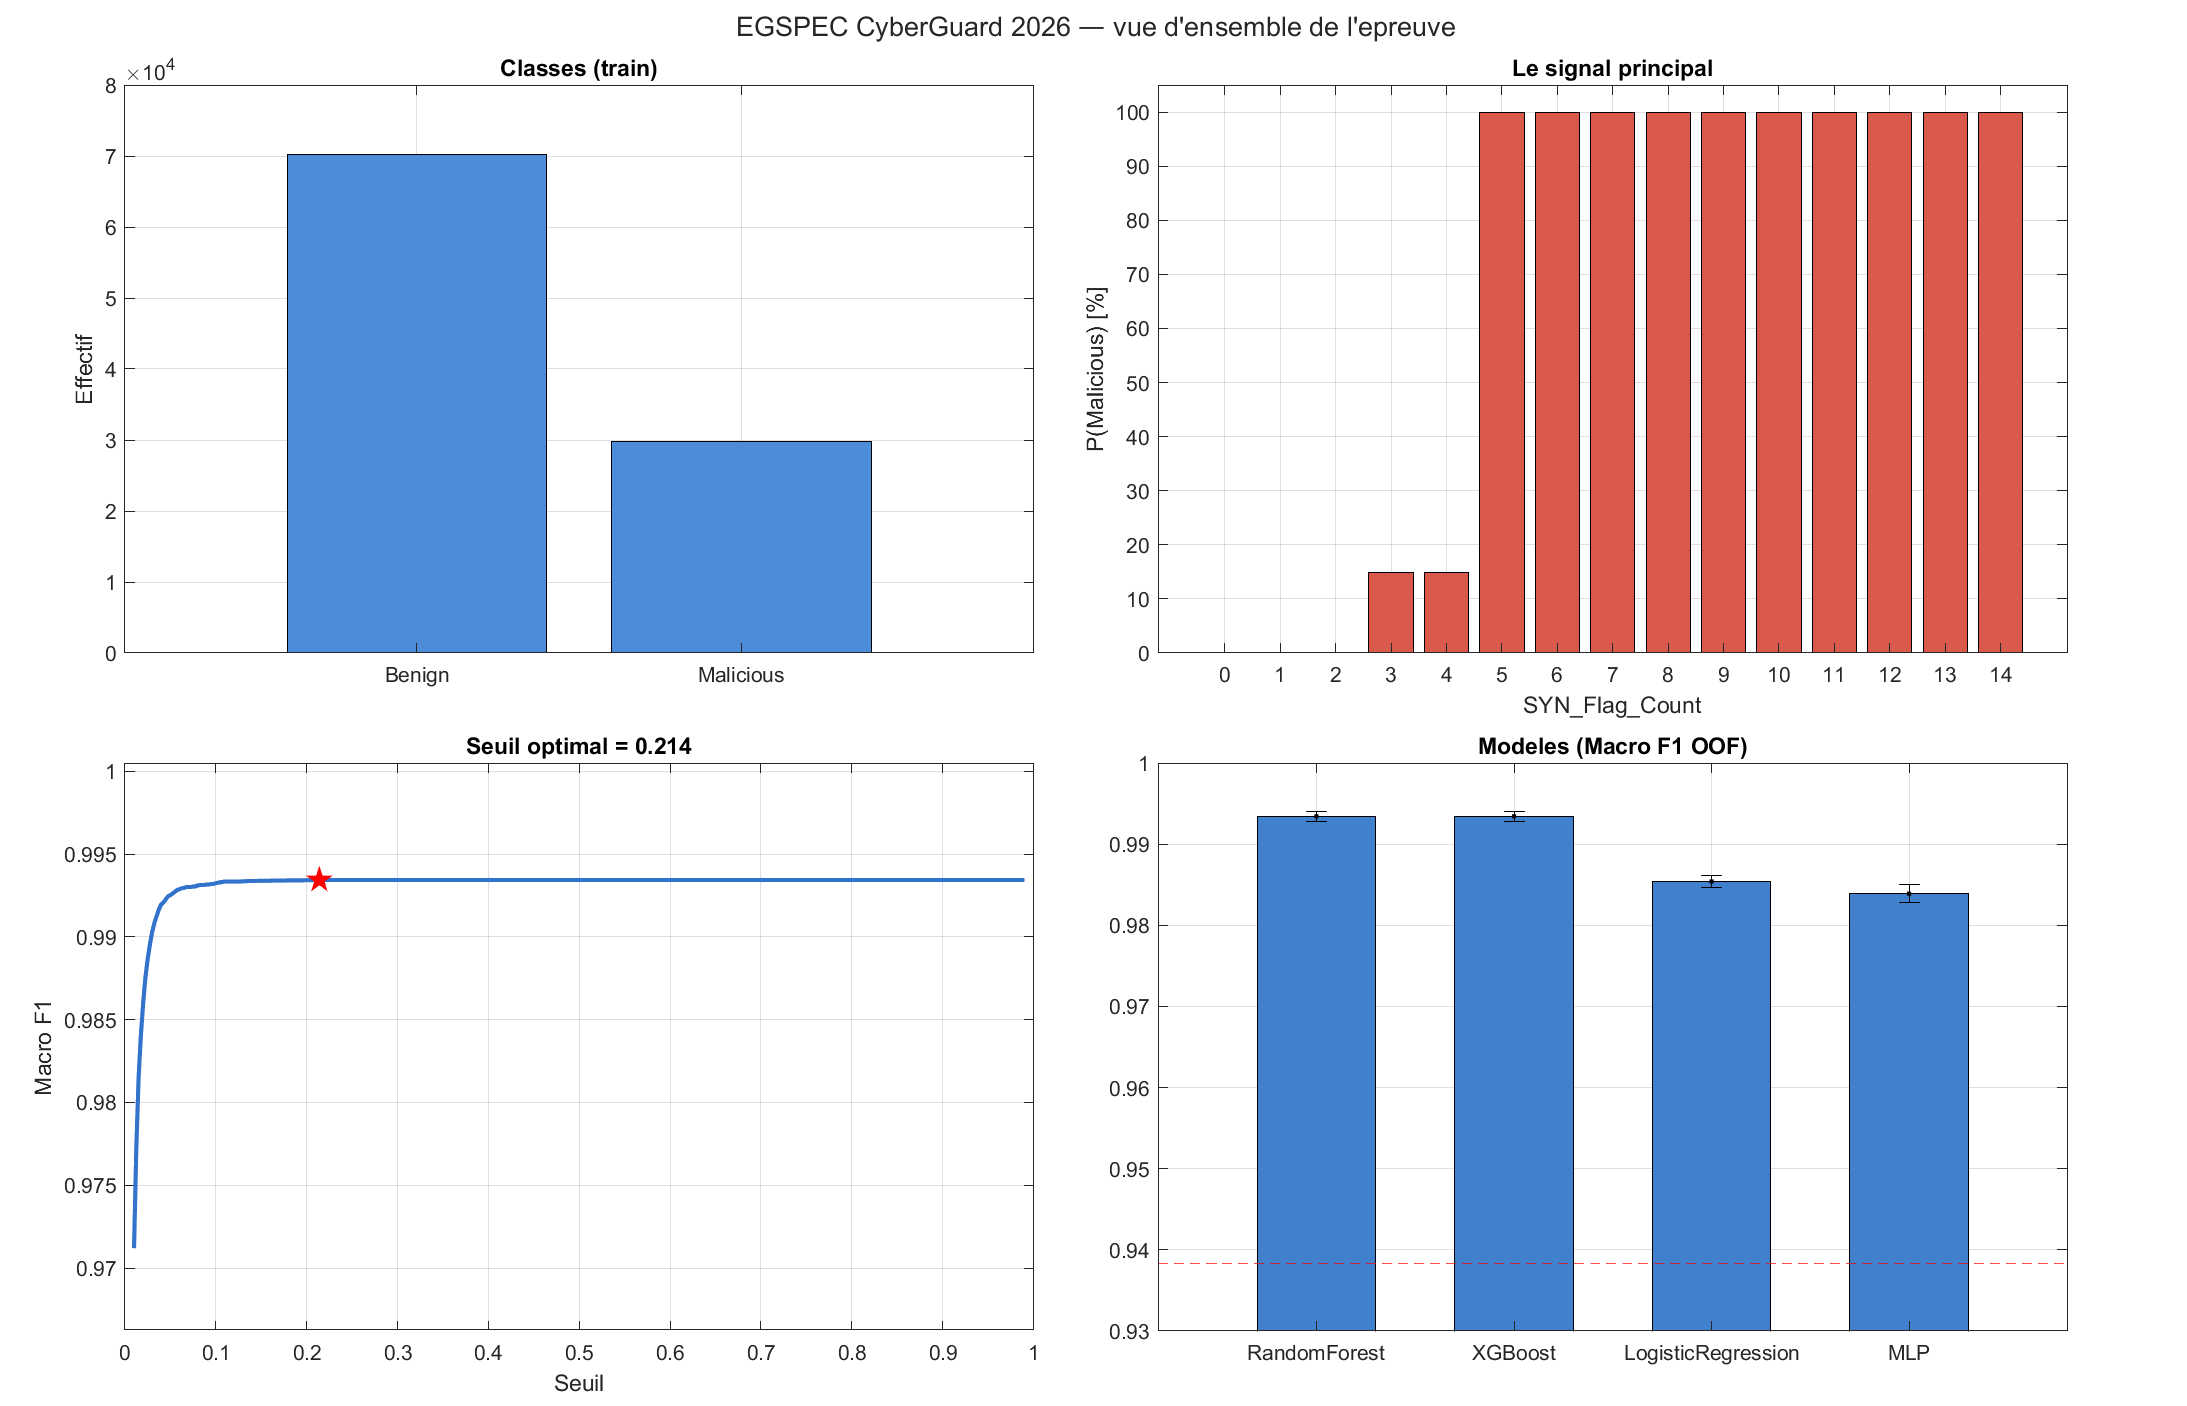 EGSPEC CyberGuard 2026 — vue d'ensemble de l'epreuve
Classes (train)
×10^4
8
7
6
5
4
3
2
1
0
Effectif
Benign Malicious
Le signal principal
100
90
80
70
60
50
40
30
20
10
0
P(Malicious) [%]
0 1 2 3 4 5 6 7 8 9 10 11 12 13 14
SYN_Flag_Count
Seuil optimal = 0.214
1
0.995
0.99
0.985
0.98
0.975
0.97
Macro F1
0 0.1 0.2 0.3 0.4 0.5 0.6 0.7 0.8 0.9 1
Seuil
Modeles (Macro F1 OOF)
1
0.99
0.98
0.97
0.96
0.95
0.94
0.93
RandomForest XGBoost LogisticRegression MLP